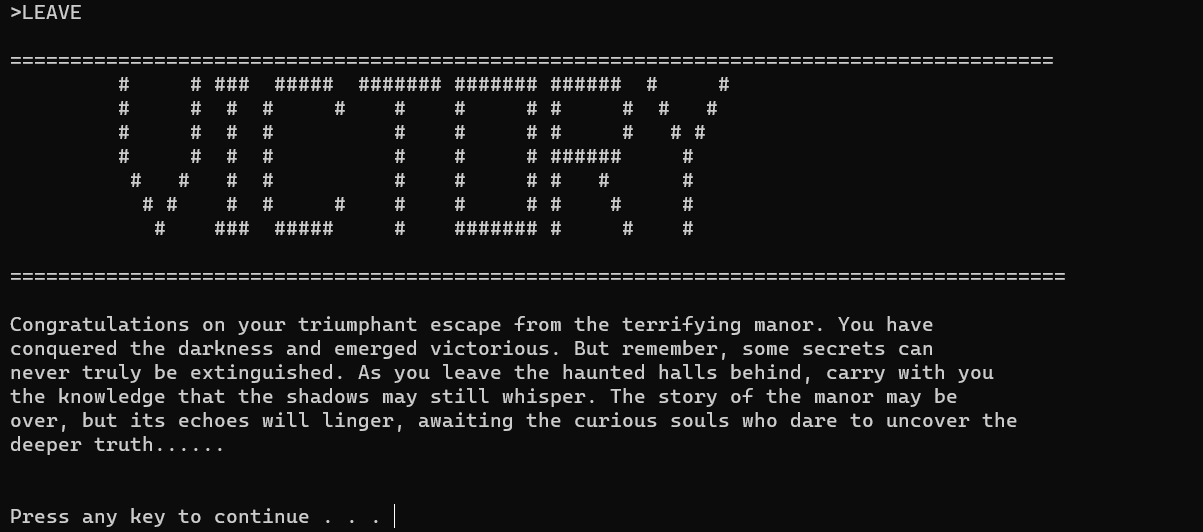 >LEAVE
=======================================================================================
VICTORY
========================================================================================
Congratulations on your triumphant escape from the terrifying manor. You have
conquered the darkness and emerged victorious. But remember, some secrets can
never truly be extinguished. As you leave the haunted halls behind, carry with you
the knowledge that the shadows may still whisper. The story of the manor may be
over, but its echoes will linger, awaiting the curious souls who dare to uncover the
deeper truth......
Press any key to continue . . .